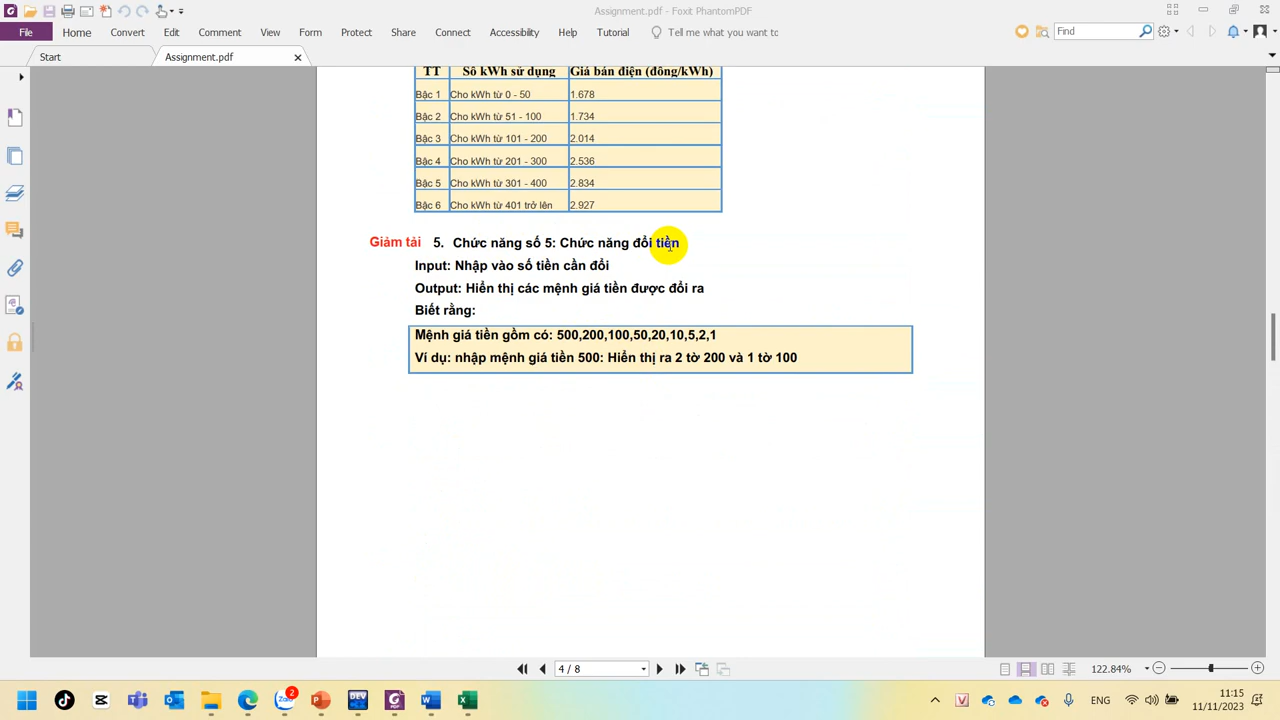 Assignment.pdf - Foxit PhantomPDF
File Home Convert Edit Comment View Form Protect Share Connect Accessibility Help Tutorial Tell me what you want to Find
Start Assignment.pdf
TT Số kWh sử dụng Giá bán điện (đồng/kWh)
Bậc 1 Cho kWh từ 0 - 50 1.678
Bậc 2 Cho kWh từ 51 - 100 1.734
Bậc 3 Cho kWh từ 101 - 200 2.014
Bậc 4 Cho kWh từ 201 - 300 2.536
Bậc 5 Cho kWh từ 301 - 400 2.834
Bậc 6 Cho kWh từ 401 trở lên 2.927
Giảm tải 5. Chức năng số 5: Chức năng đổi tiền
Input: Nhập vào số tiền cần đổi
Output: Hiển thị các mệnh giá tiền được đổi ra
Biết rằng:
Mệnh giá tiền gồm có: 500,200,100,50,20,10,5,2,1
Ví dụ: nhập mệnh giá tiền 500: Hiển thị ra 2 tờ 200 và 1 tờ 100
4 / 8 122.84%
2 DEV ENG 11:15
11/11/2023